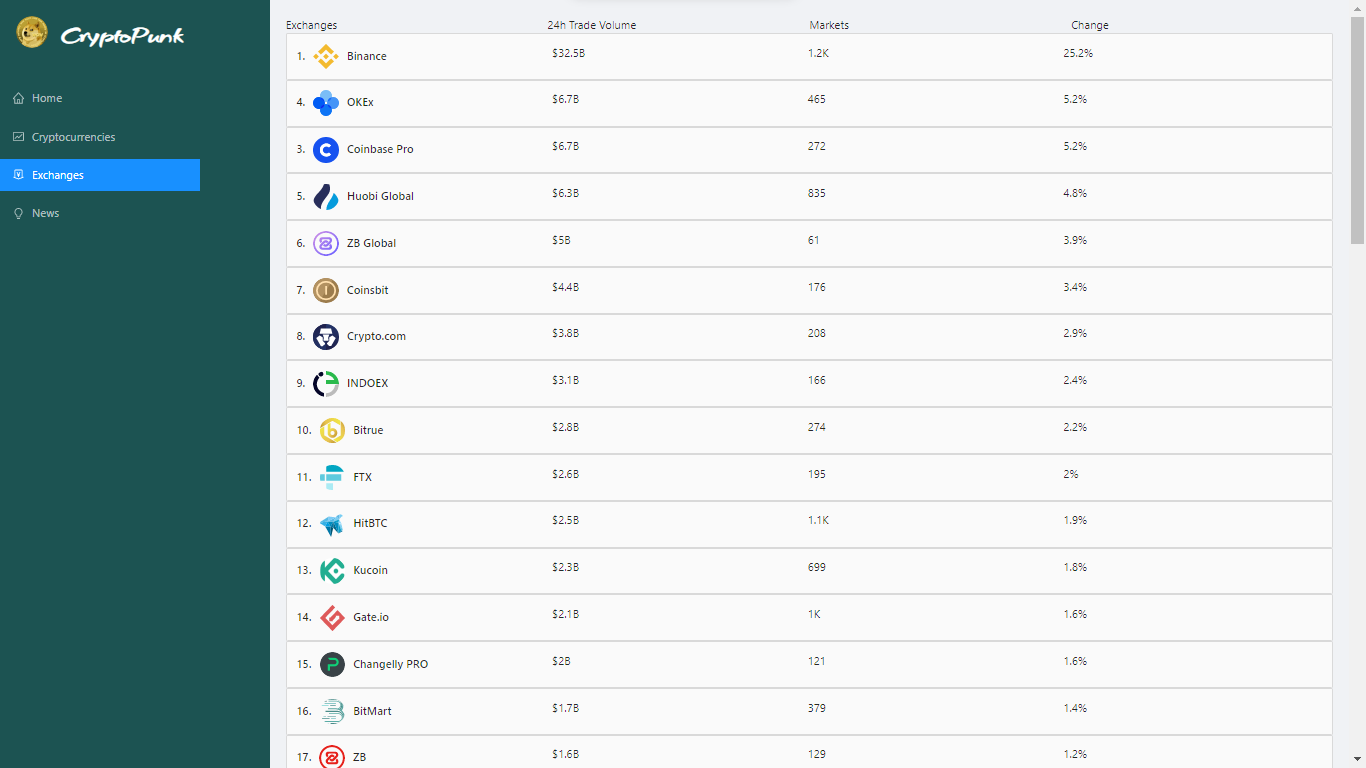 CryptoPunk
Home
Cryptocurrencies
Exchanges
News
Exchanges 24h Trade Volume Markets Change
1. Binance $32.5B 1.2K 25.2%
4. OKEx $6.7B 465 5.2%
3. Coinbase Pro $6.7B 272 5.2%
5. Huobi Global $6.3B 835 4.8%
6. ZB Global $5B 61 3.9%
7. Coinsbit $4.4B 176 3.4%
8. Crypto.com $3.8B 208 2.9%
9. INDOEX $3.1B 166 2.4%
10. Bitrue $2.8B 274 2.2%
11. FTX $2.6B 195 2%
12. HitBTC $2.5B 1.1K 1.9%
13. Kucoin $2.3B 699 1.8%
14. Gate.io $2.1B 1K 1.6%
15. Changelly PRO $2B 121 1.6%
16. BitMart $1.7B 379 1.4%
17. ZB $1.6B 129 1.2%